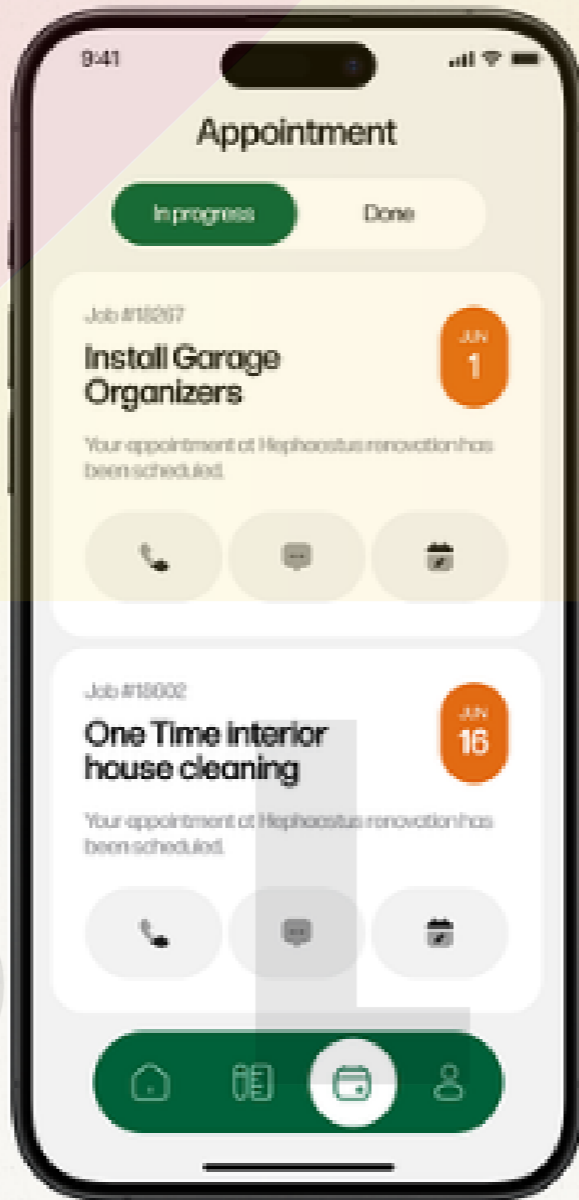 9:41
Appointment
In progress
Done
Job #18267
Install Garage
Organizers
JUN
1
Your appointment at Hephaestus renovation has
been scheduled.
Job #18602
One Time interior
house cleaning
JUN
16
Your appointment at Hephaestus renovation has
been scheduled.
L